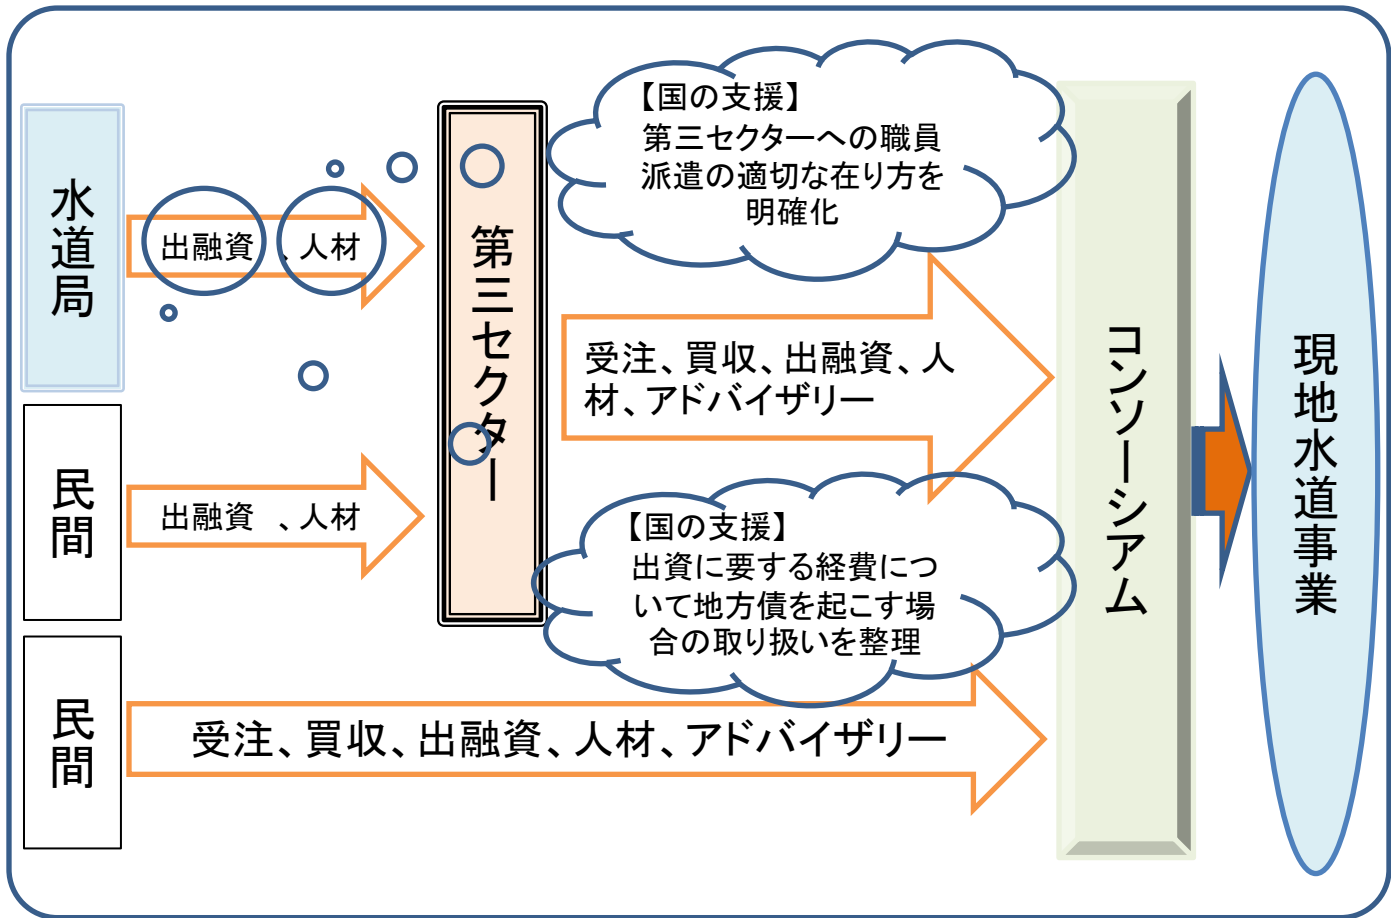 水道局
出融資 、人材
民間
出融資 、人材
民間
第三セクター
【国の支援】
第三セクターへの職員
派遣の適切な在り方を
明確化
受注、買収、出融資、人
材、アドバイザリー
【国の支援】
出資に要する経費につ
いて地方債を起こす場
合の取り扱いを整理
受注、買収、出融資、人材、アドバイザリー
コンソーシアム
現地水道事業